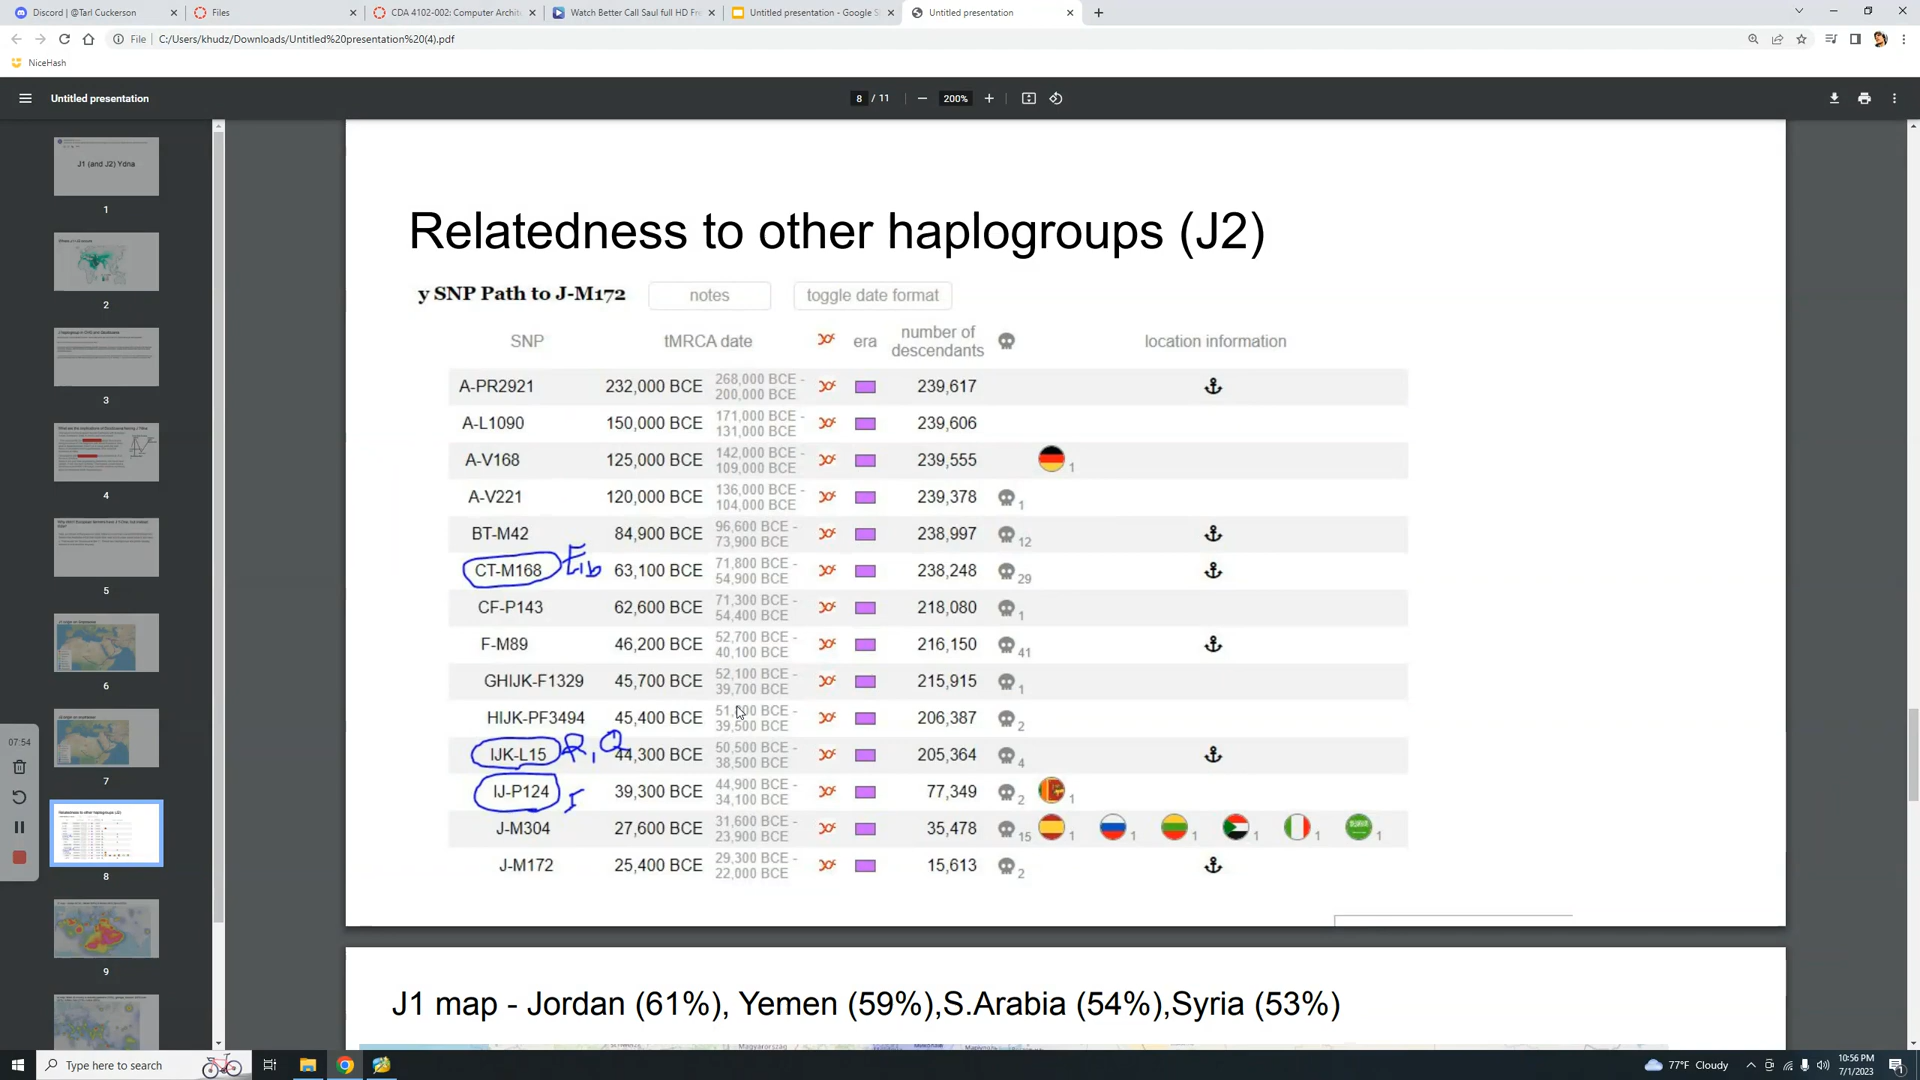 Discord | @Tarl Cuckerson
Files
CDA 4102-002: Computer Archite
Watch Better Call Saul full HD Fre
Untitled presentation - Google S
Untitled presentation
File
C:/Users/khudz/Downloads/Untitled%20presentation%20(4).pdf
NiceHash
Untitled presentation
8 / 11
200%
J1 (and J2) Ydna
1
2
3
4
5
6
7
8
9
07:54
Relatedness to other haplogroups (J2)
y SNP Path to J-M172 notes toggle date format
SNP tMRCA date era number of descendants location information
A-PR2921 232,000 BCE 268,000 BCE - 200,000 BCE 239,617
A-L1090 150,000 BCE 171,000 BCE - 131,000 BCE 239,606
A-V168 125,000 BCE 142,000 BCE - 109,000 BCE 239,555 1
A-V221 120,000 BCE 136,000 BCE - 104,000 BCE 239,378 1
BT-M42 84,900 BCE 96,600 BCE - 73,900 BCE 238,997 12
CT-M168 E1b 63,100 BCE 71,800 BCE - 54,900 BCE 238,248 29
CF-P143 62,600 BCE 71,300 BCE - 54,400 BCE 218,080 1
F-M89 46,200 BCE 52,700 BCE - 40,100 BCE 216,150 41
GHIJK-F1329 45,700 BCE 52,100 BCE - 39,700 BCE 215,915 1
HIJK-PF3494 45,400 BCE BCE - 39,500 BCE 206,387 2
IJK-L15 R, Q 44,300 BCE 50,500 BCE - 38,500 BCE 205,364 4
IJ-P124 I 39,300 BCE 44,900 BCE - 34,100 BCE 77,349 2 1
J-M304 27,600 BCE 31,600 BCE - 23,900 BCE 35,478 15 1 1 1 1 1 1
J-M172 25,400 BCE 29,300 BCE - 22,000 BCE 15,613 2
J1 map - Jordan (61%), Yemen (59%),S.Arabia (54%),Syria (53%)
Magyarország
Type here to search
77°F Cloudy
10:56 PM
7/1/2023